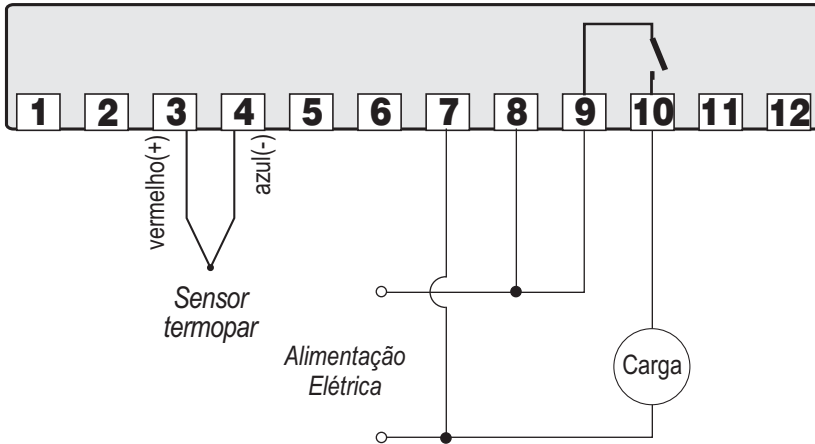 1 2 3 4 5 6 7 8 9 10 11 12
vermelho(+)
azul(-)
Sensor
termopar
Alimentação
Elétrica
Carga